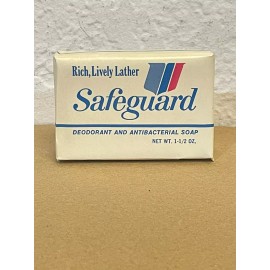 Rich, Lively Lather
Safeguard
DEODORANT AND ANTIBACTERIAL SOAP
NET WT. 1-1/2 OZ.